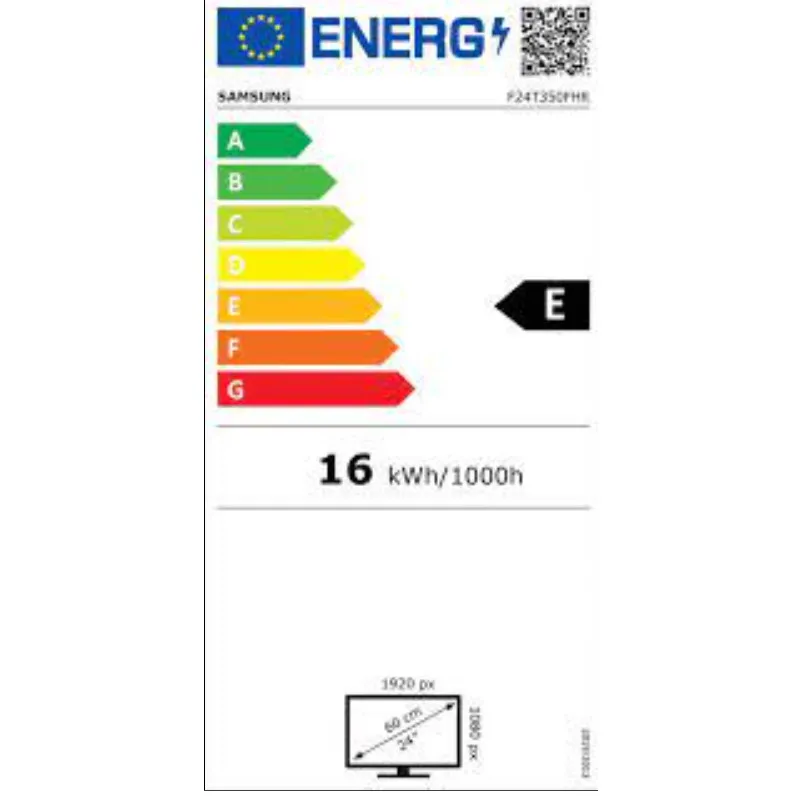 ENERG
SAMSUNG
F24T350FHR
A
B
C
D
E
F
G
E
16 kWh/1000h
1920 px
60 cm
24"
1080 px